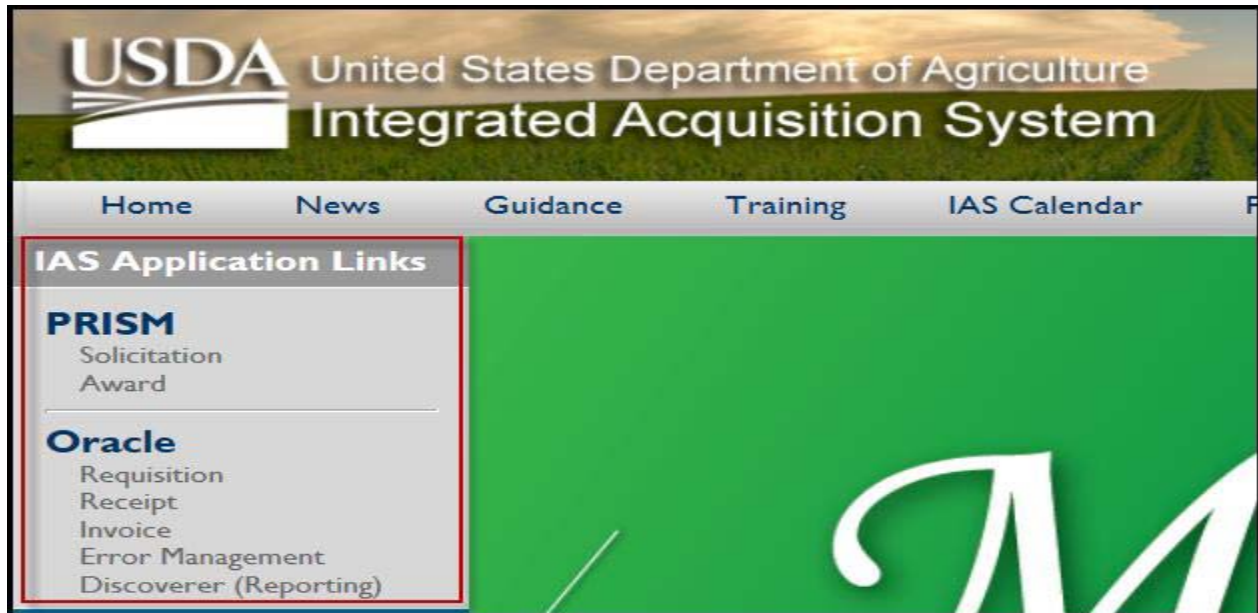 USDA United States Department of Agriculture
Integrated Acquisition System
Home News Guidance Training IAS Calendar
IAS Application Links
PRISM
Solicitation
Award
Oracle
Requisition
Receipt
Invoice
Error Management
Discoverer (Reporting)
M